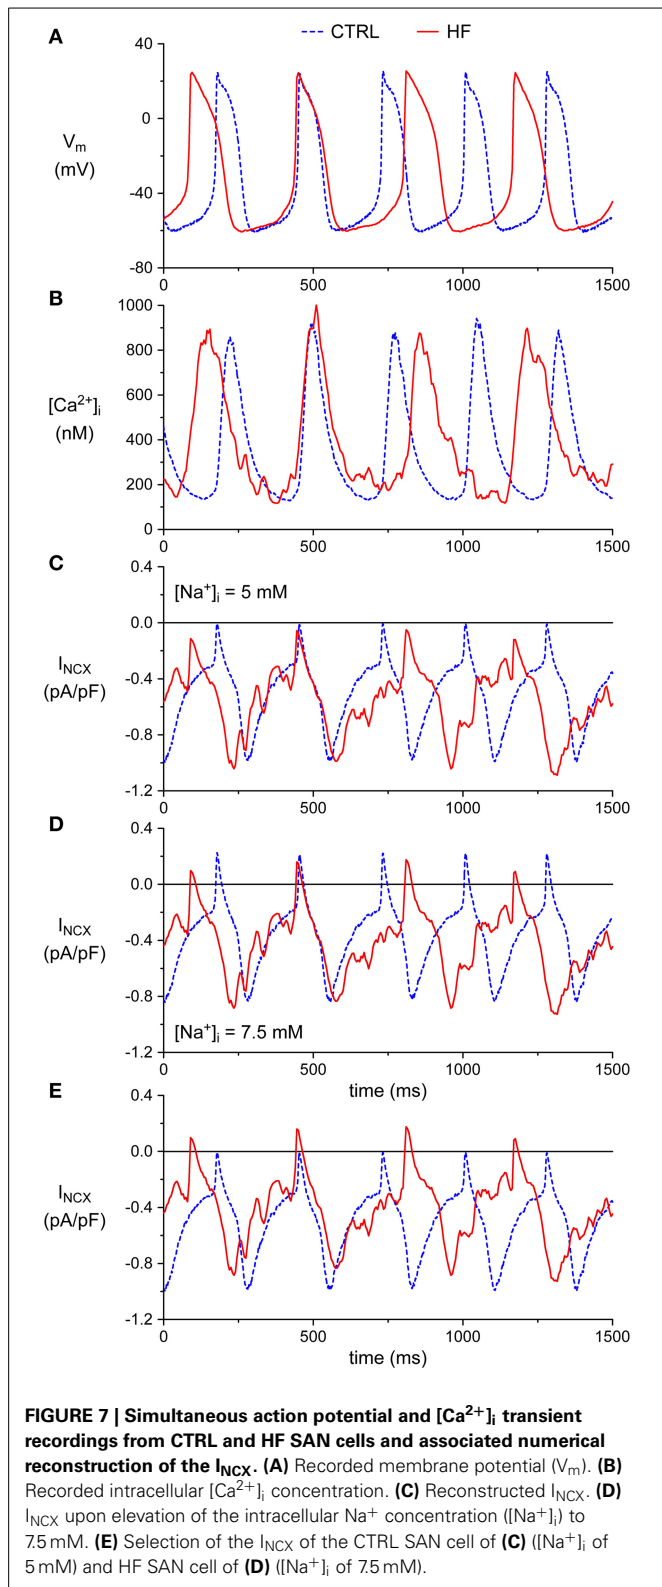 A
CTRL HF
40
0
-40
-80
Vm
(mV)
0 500 1000 1500
B
1000
800
600
400
200
0
[Ca2+]i
(nM)
0 500 1000 1500
C
0.4
0.0
-0.4
-0.8
-1.2
[Na+]i = 5 mM
INCX
(pA/pF)
0 500 1000 1500
D
0.4
0.0
-0.4
-0.8
-1.2
INCX
(pA/pF)
[Na+]i = 7.5 mM
0 500 1000 1500
time (ms)
E
0.4
0.0
-0.4
-0.8
-1.2
INCX
(pA/pF)
0 500 1000 1500
time (ms)
FIGURE 7 | Simultaneous action potential and [Ca2+]i transient
recordings from CTRL and HF SAN cells and associated numerical
reconstruction of the INCX. (A) Recorded membrane potential (Vm). (B)
Recorded intracellular [Ca2+]i concentration. (C) Reconstructed INCX. (D)
INCX upon elevation of the intracellular Na+ concentration ([Na+]i) to
7.5 mM. (E) Selection of the INCX of the CTRL SAN cell of (C) ([Na+]i of
5 mM) and HF SAN cell of (D) ([Na+]i of 7.5 mM).